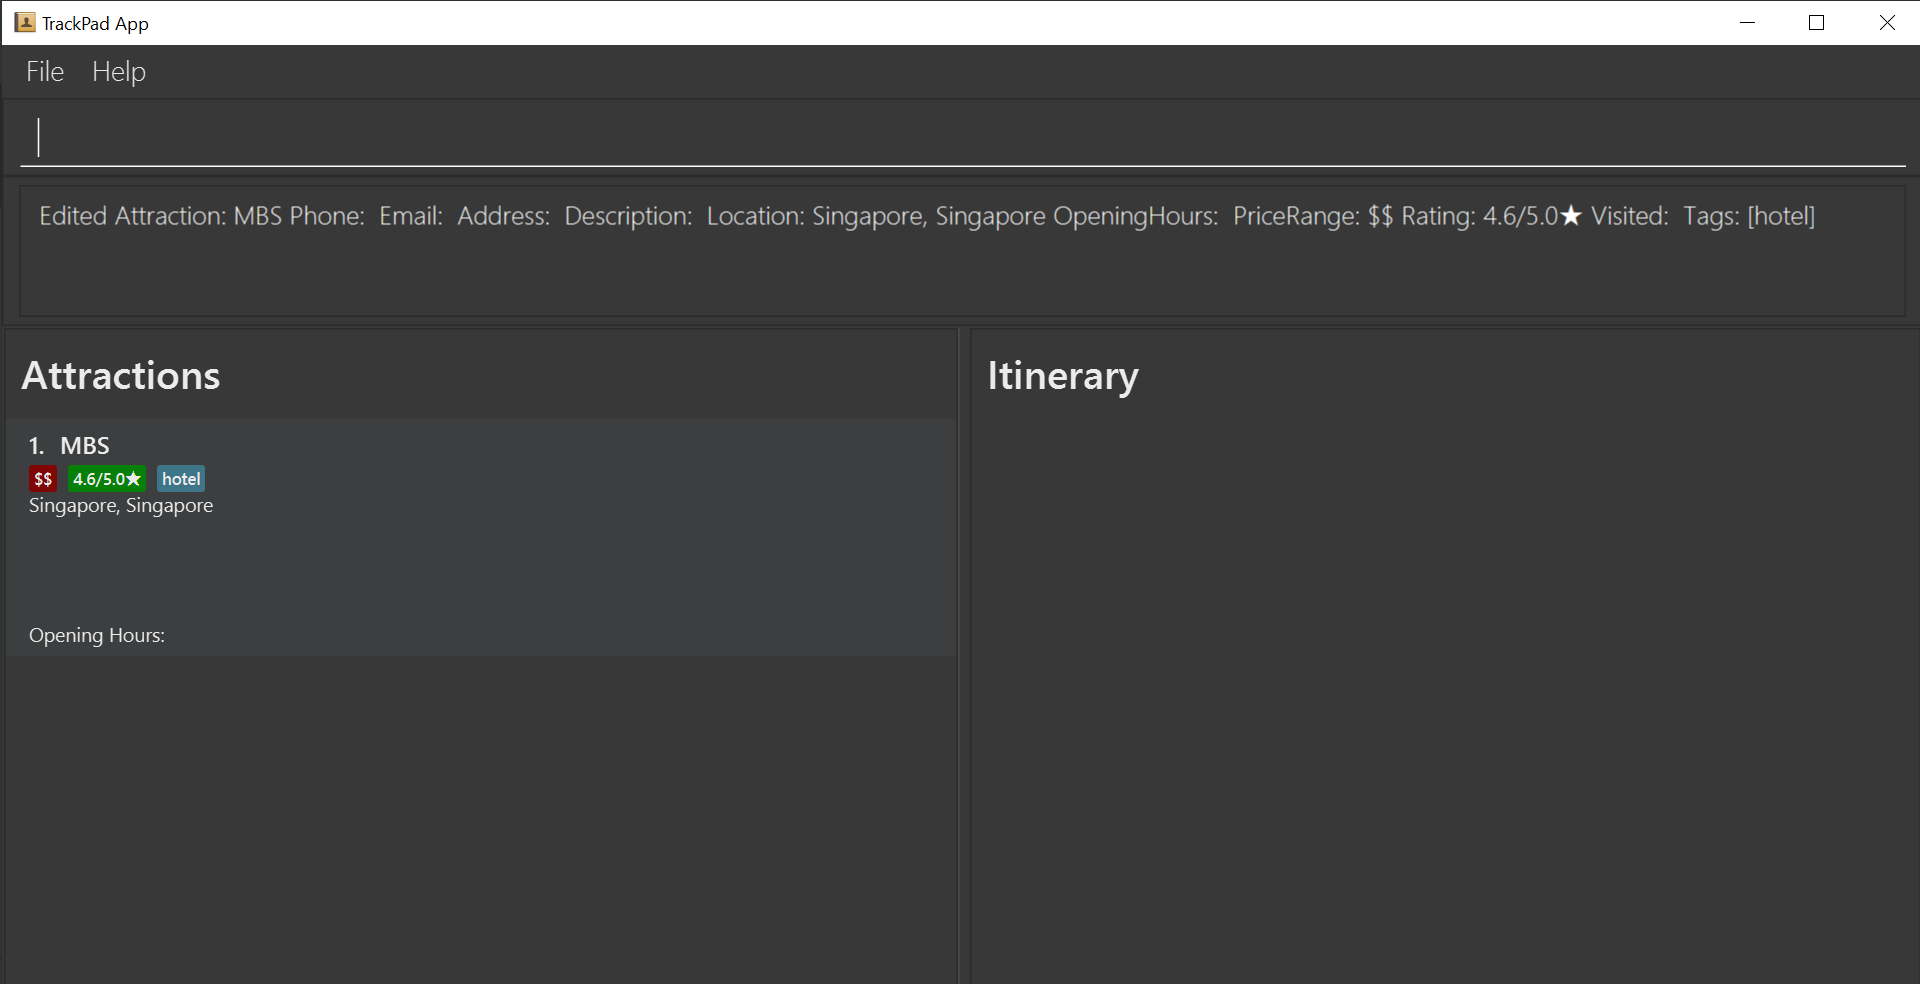 TrackPad App
File Help
Edited Attraction: MBS Phone:  Email:  Address:  Description:  Location: Singapore, Singapore OpeningHours:  PriceRange: $$ Rating: 4.6/5.0★ Visited:  Tags: [hotel]
Attractions
1. MBS
$$ 4.6/5.0★ hotel
Singapore, Singapore
Opening Hours:
Itinerary